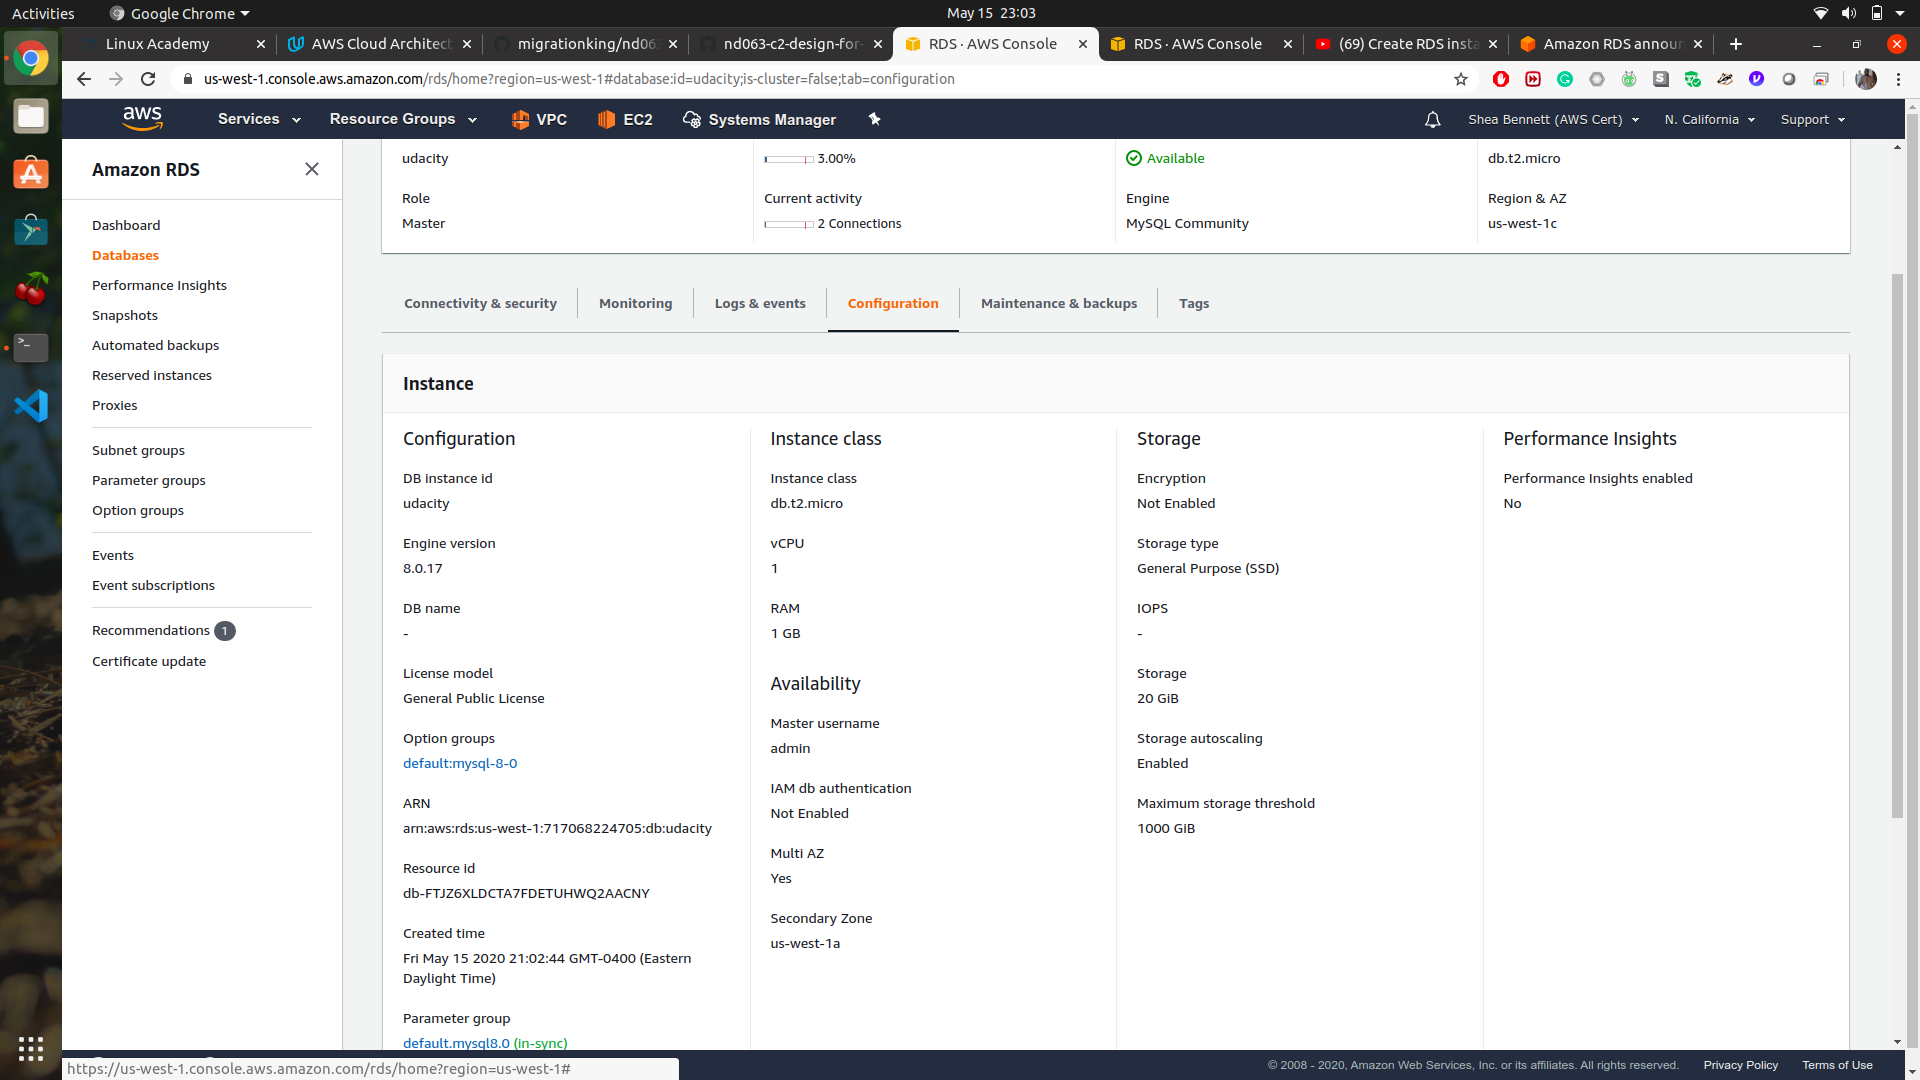 Activities
Google Chrome
May 15 23:03
Linux Academy
AWS Cloud Architect
migrationking/nd063
nd063-c2-design-for-
RDS · AWS Console
RDS · AWS Console
(69) Create RDS insta
Amazon RDS announ
us-west-1.console.aws.amazon.com/rds/home?region=us-west-1#database:id=udacity;is-cluster=false;tab=configuration
aws
Services
Resource Groups
VPC
EC2
Systems Manager
Shea Bennett (AWS Cert)
N. California
Support
Amazon RDS
Dashboard
Databases
Performance Insights
Snapshots
Automated backups
Reserved instances
Proxies
Subnet groups
Parameter groups
Option groups
Events
Event subscriptions
Recommendations 1
Certificate update
udacity
3.00%
Available
db.t2.micro
Role
Master
Current activity
2 Connections
Engine
MySQL Community
Region & AZ
us-west-1c
Connectivity & security
Monitoring
Logs & events
Configuration
Maintenance & backups
Tags
Instance
Configuration
DB instance id
udacity
Engine version
8.0.17
DB name
-
License model
General Public License
Option groups
default:mysql-8-0
ARN
arn:aws:rds:us-west-1:717068224705:db:udacity
Resource id
db-FTJZ6XLDCTA7FDETUHWQ2AACNY
Created time
Fri May 15 2020 21:02:44 GMT-0400 (Eastern
Daylight Time)
Parameter group
default.mysql8.0 (in-sync)
Instance class
Instance class
db.t2.micro
vCPU
1
RAM
1 GB
Availability
Master username
admin
IAM db authentication
Not Enabled
Multi AZ
Yes
Secondary Zone
us-west-1a
Storage
Encryption
Not Enabled
Storage type
General Purpose (SSD)
IOPS
-
Storage
20 GiB
Storage autoscaling
Enabled
Maximum storage threshold
1000 GiB
Performance Insights
Performance Insights enabled
No
https://us-west-1.console.aws.amazon.com/rds/home?region=us-west-1#
© 2008 - 2020, Amazon Web Services, Inc. or its affiliates. All rights reserved.
Privacy Policy
Terms of Use